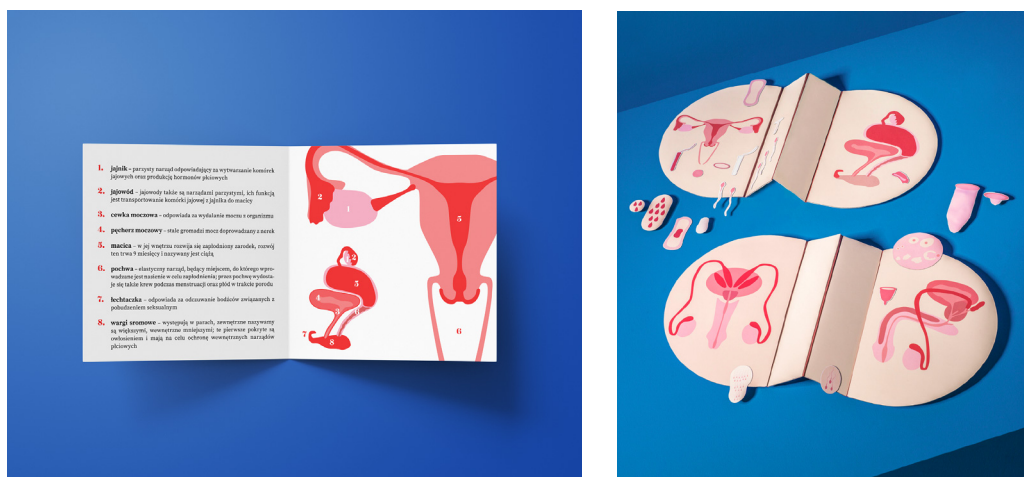 1. jajnik – parzysty narząd odpowiadający za wytwarzanie komórek
jajowych oraz produkcję hormonów płciowych
2. jajowód – jajowody także są narządami parzystymi, ich funkcją
jest transportowanie komórki jajowej z jajnika do macicy
3. cewka moczowa – odpowiada za wydalanie moczu z organizmu
4. pęcherz moczowy – stale gromadzi mocz doprowadzany z nerek
5. macica – w jej wnętrzu rozwija się zapłodniony zarodek, rozwój
ten trwa 9 miesięcy i nazywany jest ciążą
6. pochwa – elastyczny narząd, będący miejscem, do którego wpro-
wadzane jest nasienie w celu zapłodnienia; przez pochwę wydosta-
je się także krew podczas menstruacji oraz płód w trakcie porodu
7. łechtaczka – odpowiada za odczuwanie bodźców związanych z
pobudzeniem seksualnym
8. wargi sromowe – występują w parach, zewnętrzne nazywamy
są większymi, wewnętrzne mniejszymi; te pierwsze pokryte są
owłosieniem i mają na celu ochronę wewnętrznych narządów
płciowych
2
1
5
6
2
5
4
3
6
7
8